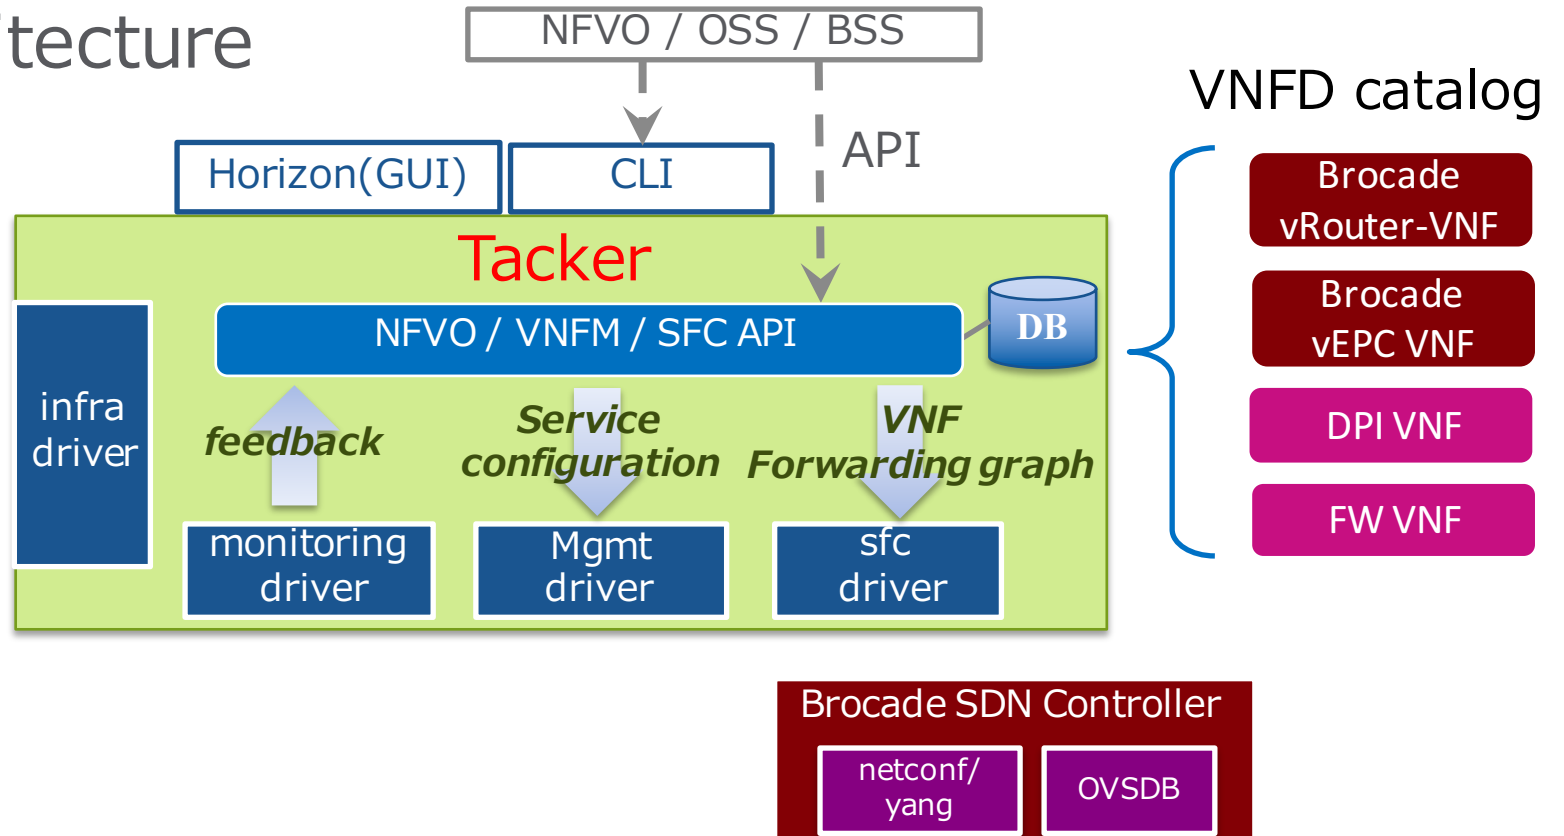 itecture
NFVO / OSS / BSS
VNFD catalog
API
Horizon(GUI)
CLI
Brocade
vRouter-VNF
Tacker
NFVO / VNFM / SFC API
DB
Brocade
vEPC VNF
infra
driver
feedback
Service
configuration
VNF
Forwarding graph
DPI VNF
FW VNF
monitoring
driver
Mgmt
driver
sfc
driver
Brocade SDN Controller
netconf/
yang
OVSDB